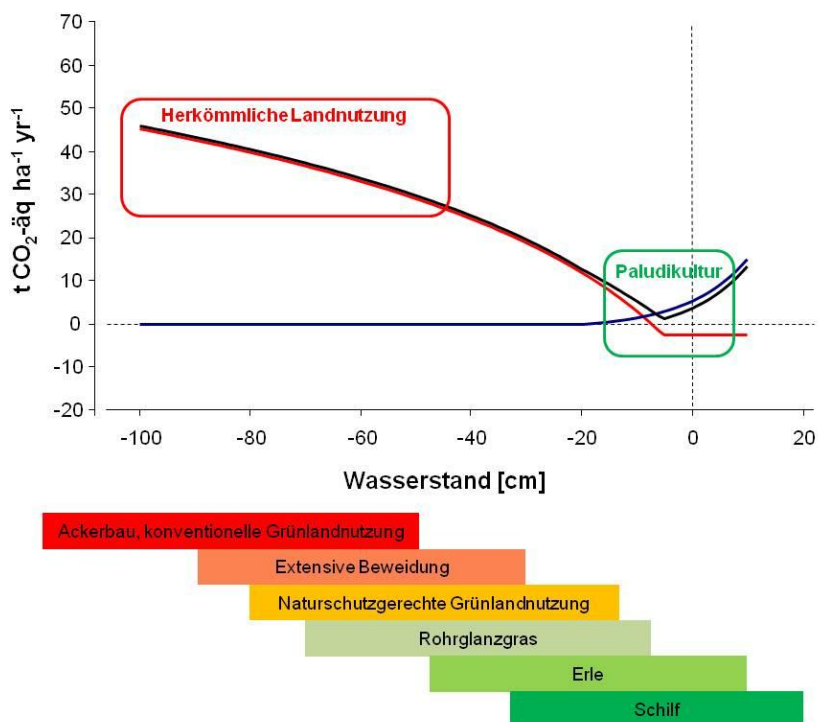 70
60
50
40
30
20
10
0
-10
-20
t CO₂-äq ha⁻¹ yr⁻¹
Herkömmliche Landnutzung
Paludikultur
-100 -80 -60 -40 -20 0 20
Wasserstand [cm]
Ackerbau, konventionelle Grünlandnutzung
Extensive Beweidung
Naturschutzgerechte Grünlandnutzung
Rohrglanzgras
Erle
Schilf